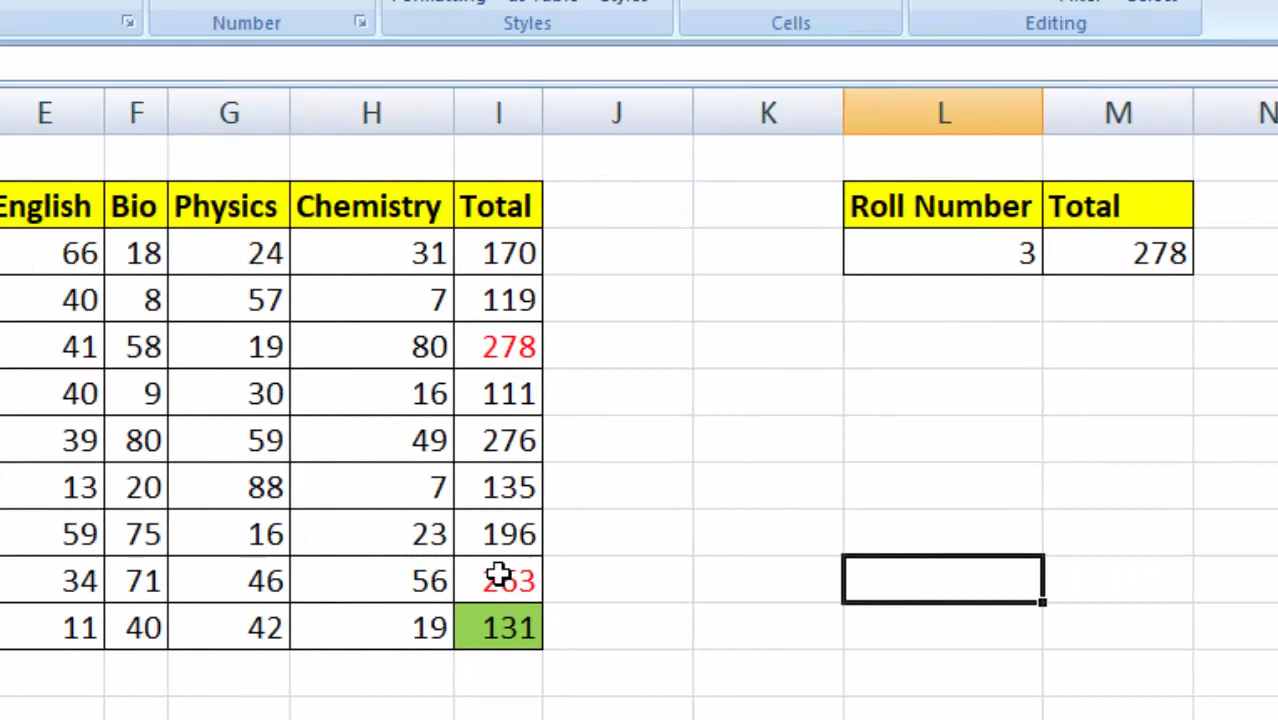 Number Styles Cells Editing
E F G H I J K L M N
English Bio Physics Chemistry Total Roll Number Total
66 18 24 31 170 3 278
40 8 57 7 119
41 58 19 80 278
40 9 30 16 111
39 80 59 49 276
13 20 88 7 135
59 75 16 23 196
34 71 46 56 263
11 40 42 19 131